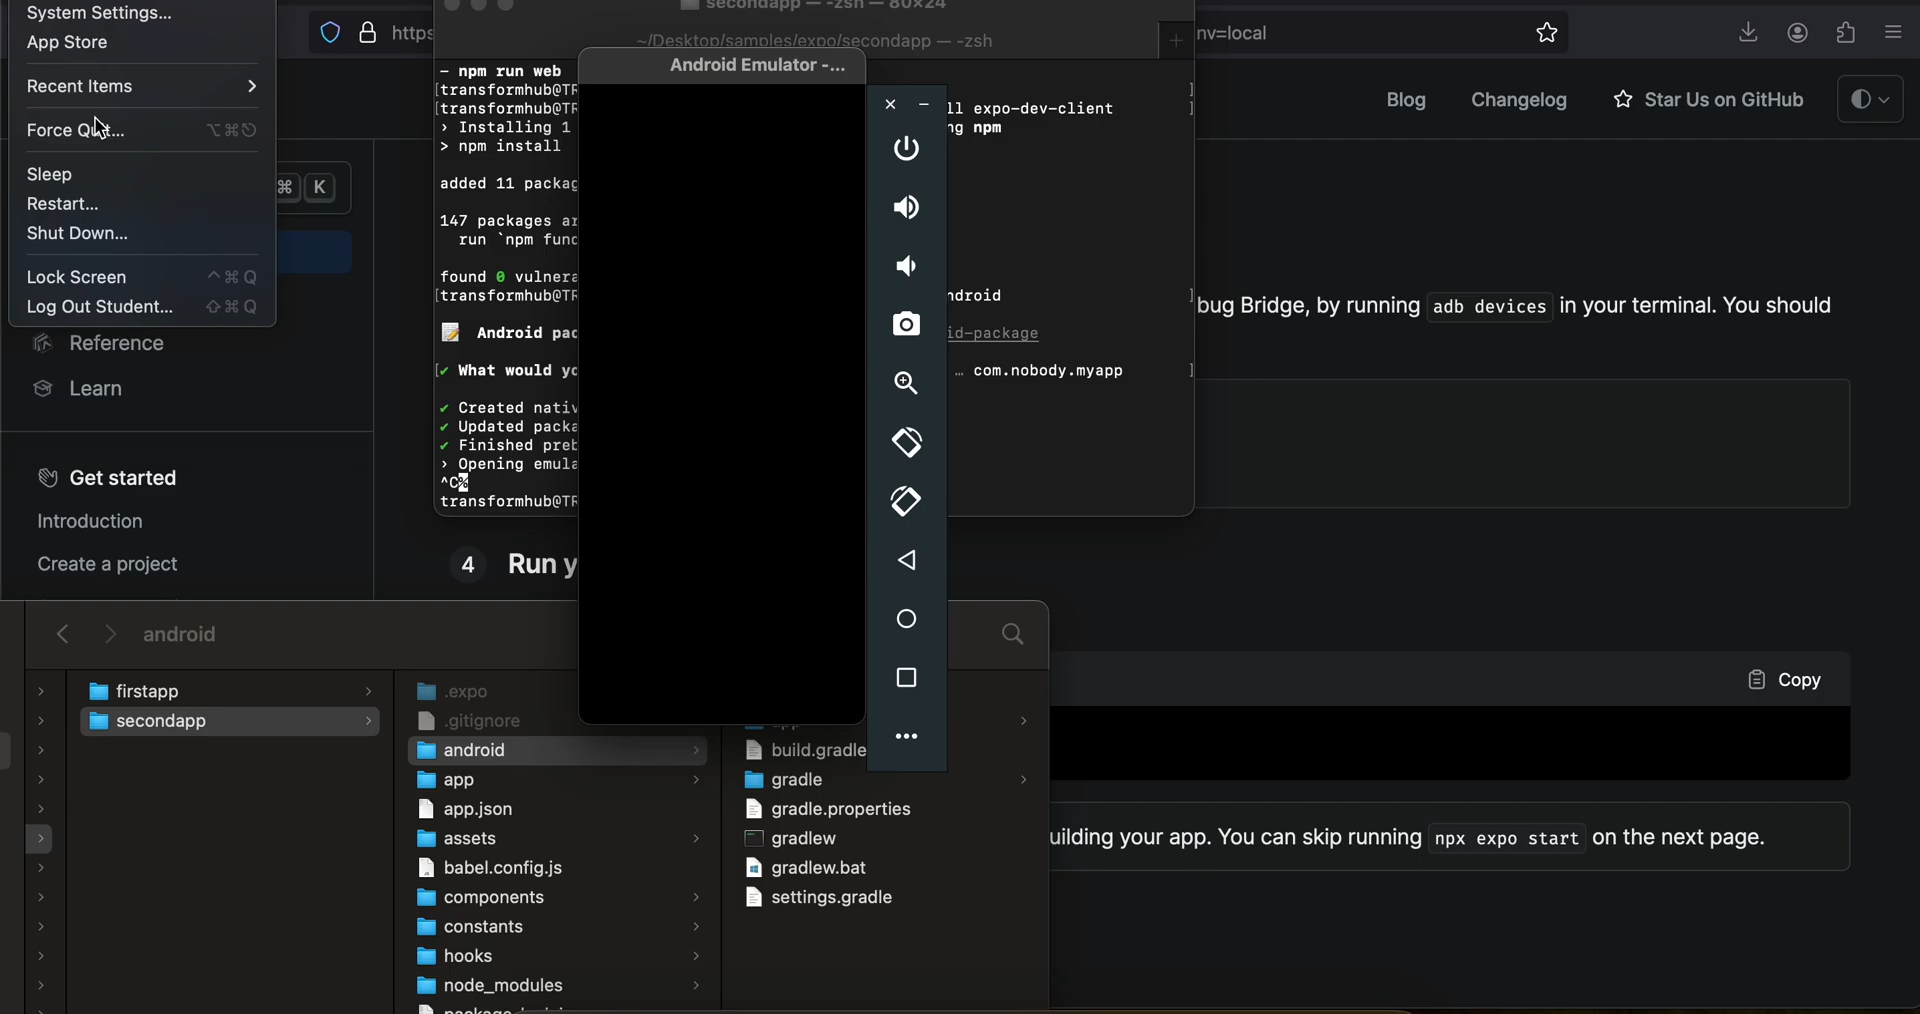 System Settings...
App Store
Recent Items
Force Qu...
Sleep
Restart...
Shut Down...
Lock Screen ^⌘Q
Log Out Student... ⇧⌘Q
https
secondapp — -zsh — 80×24
nv=local
~/Desktop/samples/expo/secondapp — -zsh
Android Emulator -...
Blog
Changelog
Star Us on GitHub
⌘ K
Reference
Learn
Get started
Introduction
Create a project
- npm run web
[transformhub@TR
[transformhub@TR ll expo-dev-client ]
› Installing 1 ng npm
> npm install
added 11 packag
147 packages ar
run `npm func
found 0 vulnera
[transformhub@TR ndroid ]
Android pac id-package
[✔ What would yo … com.nobody.myapp ]
✔ Created nativ
✔ Updated packa
✔ Finished preb
› Opening emula
^C%
transformhub@TR
bug Bridge, by running adb devices in your terminal. You should
4 Run y
Copy
uilding your app. You can skip running npx expo start on the next page.
android
firstapp
secondapp
.expo
.gitignore
android
app
app.json
assets
babel.config.js
components
constants
hooks
node_modules
build.gradle
gradle
gradle.properties
gradlew
gradlew.bat
settings.gradle